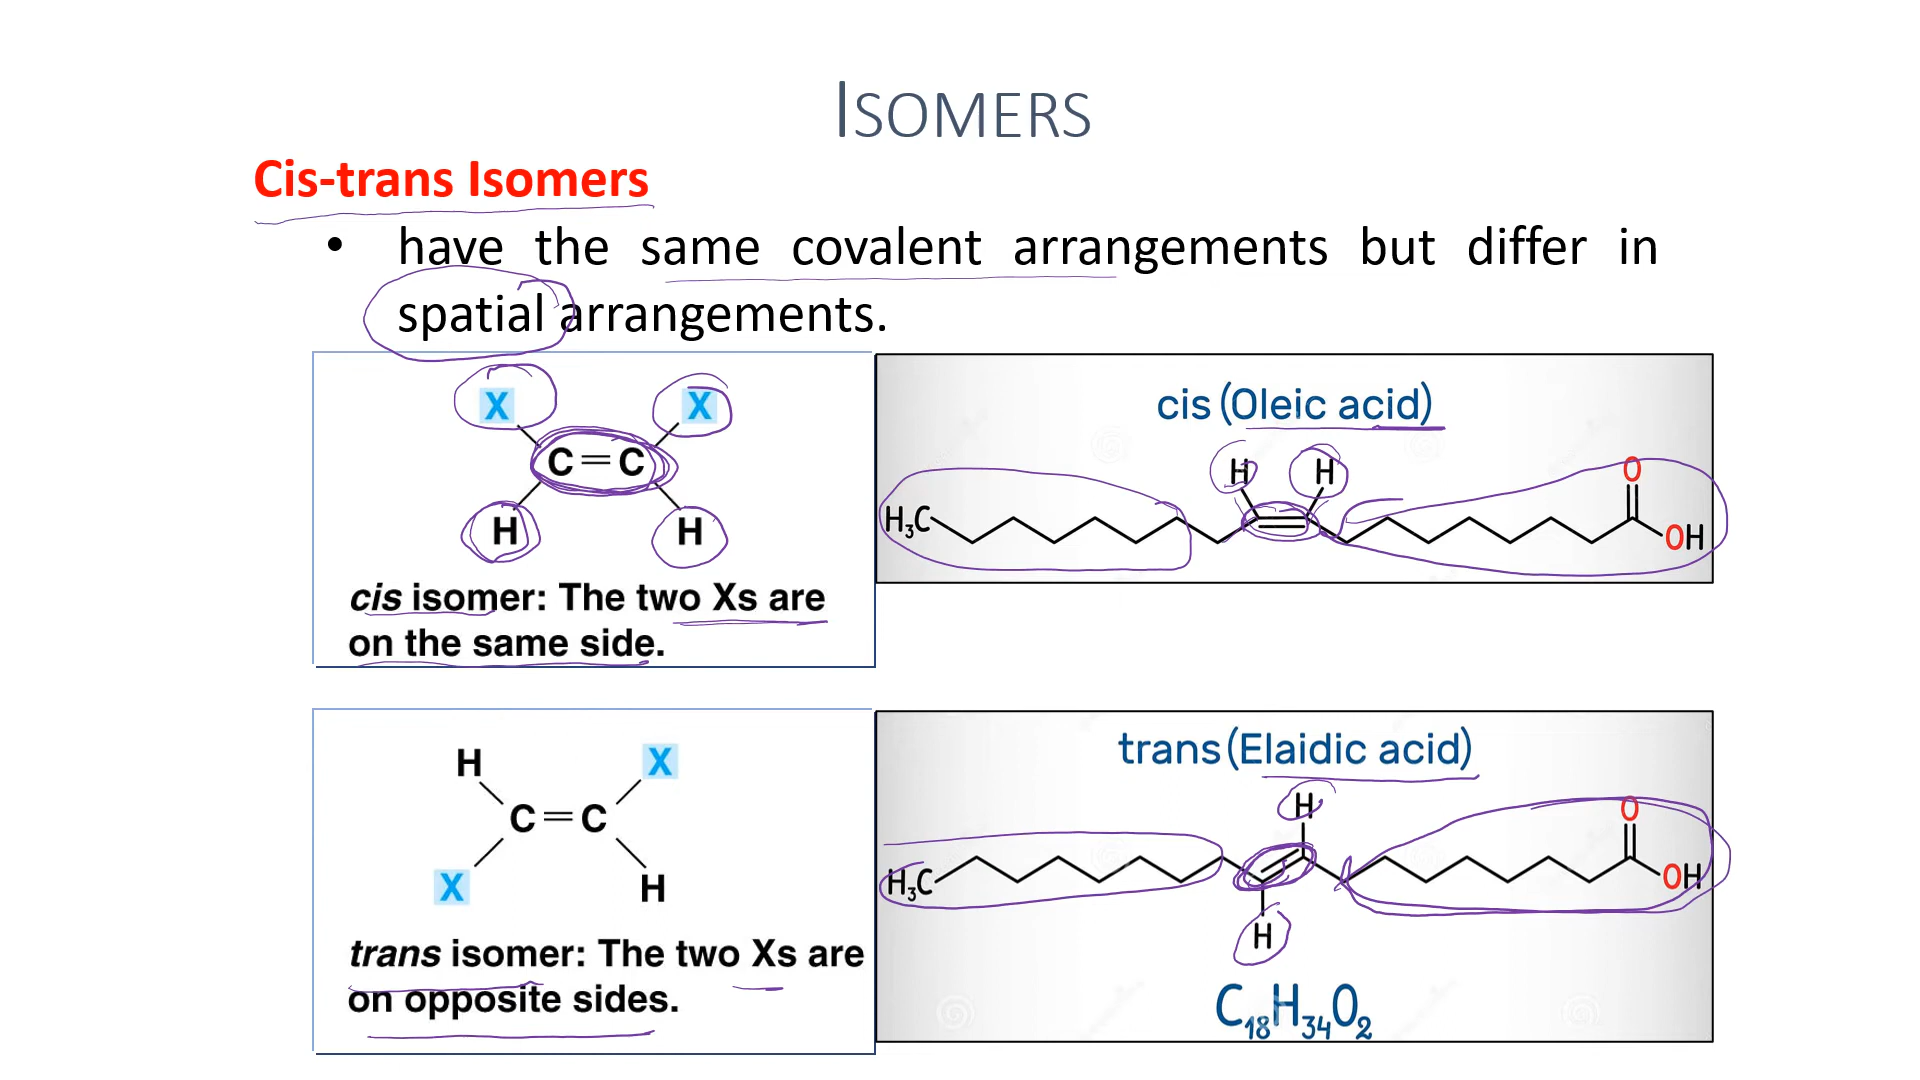 ISOMERS
Cis-trans Isomers
• have the same covalent arrangements but differ in
spatial arrangements.
X X
C=C
H H
cis isomer: The two Xs are
on the same side.
cis (Oleic acid)
H H
O
H₃C
OH
H X
C=C
X H
trans isomer: The two Xs are
on opposite sides.
trans (Elaidic acid)
H
O
H₃C
OH
H
C₁₈H₃₄O₂